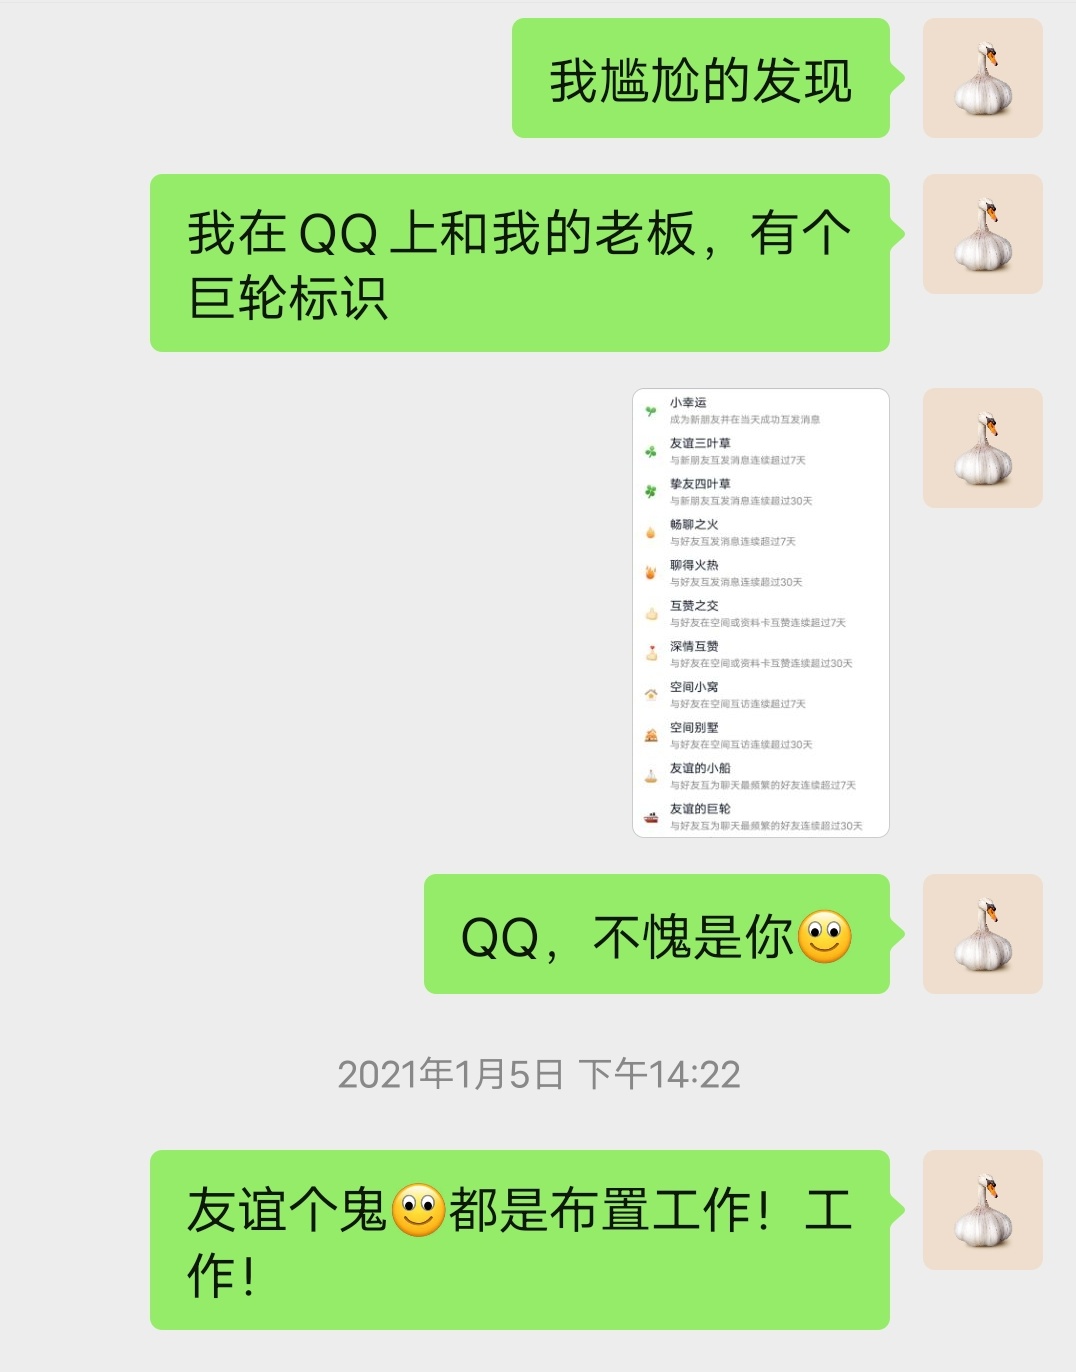 我尴尬的发现
我在QQ上和我的老板，有个
巨轮标识
小幸运
成为新朋友并在当天成功互发消息
友谊三叶草
与新朋友互发消息连续超过7天
挚友四叶草
与新朋友互发消息连续超过30天
畅聊之火
与好友互发消息连续超过7天
聊得火热
与好友互发消息连续超过30天
互赞之交
与好友在空间或资料卡互赞连续超过7天
深情互赞
与好友在空间或资料卡互赞连续超过30天
空间小窝
与好友在空间互访连续超过7天
空间别墅
与好友在空间互访连续超过30天
友谊的小船
与好友互为聊天最频繁的好友连续超过7天
友谊的巨轮
与好友互为聊天最频繁的好友连续超过30天
QQ，不愧是你🙂
2021年1月5日 下午14:22
友谊个鬼🙂都是布置工作！工
作！